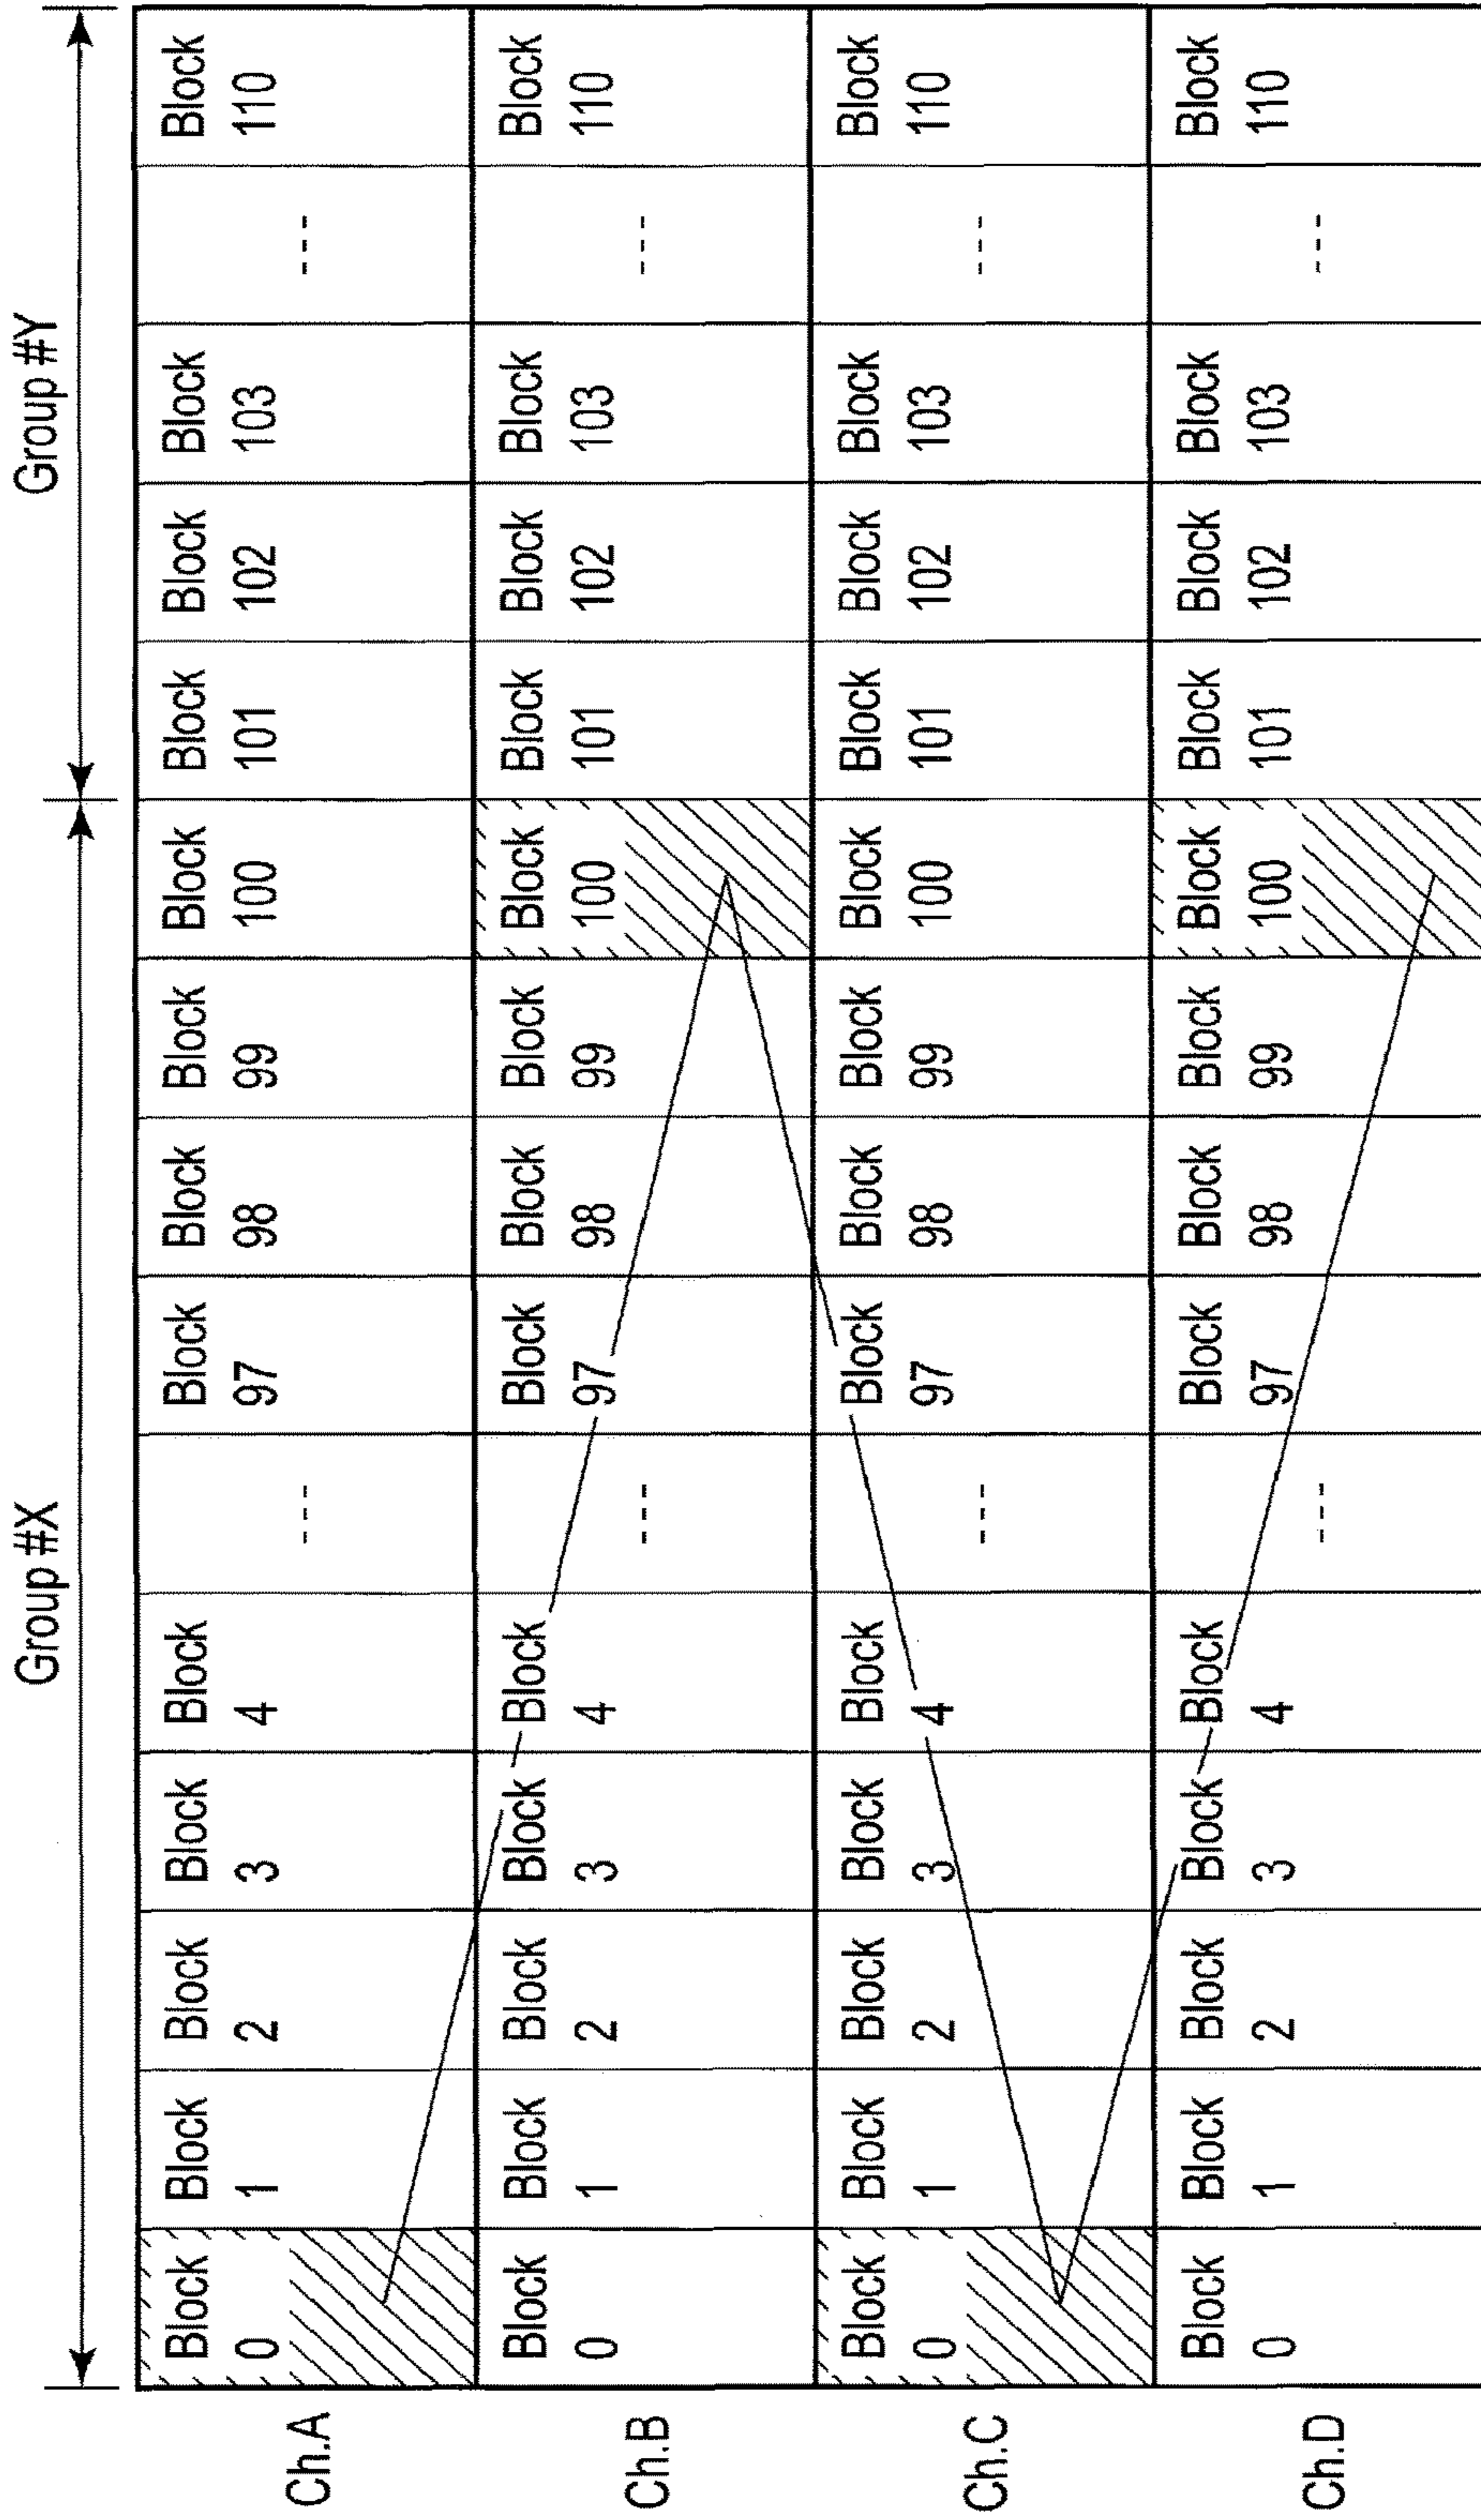 Group #X
Group #Y
Ch.A
Block 0
Block 1
Block 2
Block 3
Block 4
---
Block 97
Block 98
Block 99
Block 100
Block 101
Block 102
Block 103
---
Block 110
Ch.B
Block 0
Block 1
Block 2
Block 3
Block 4
---
Block 97
Block 98
Block 99
Block 100
Block 101
Block 102
Block 103
---
Block 110
Ch.C
Block 0
Block 1
Block 2
Block 3
Block 4
---
Block 97
Block 98
Block 99
Block 100
Block 101
Block 102
Block 103
---
Block 110
Ch.D
Block 0
Block 1
Block 2
Block 3
Block 4
---
Block 97
Block 98
Block 99
Block 100
Block 101
Block 102
Block 103
---
Block 110